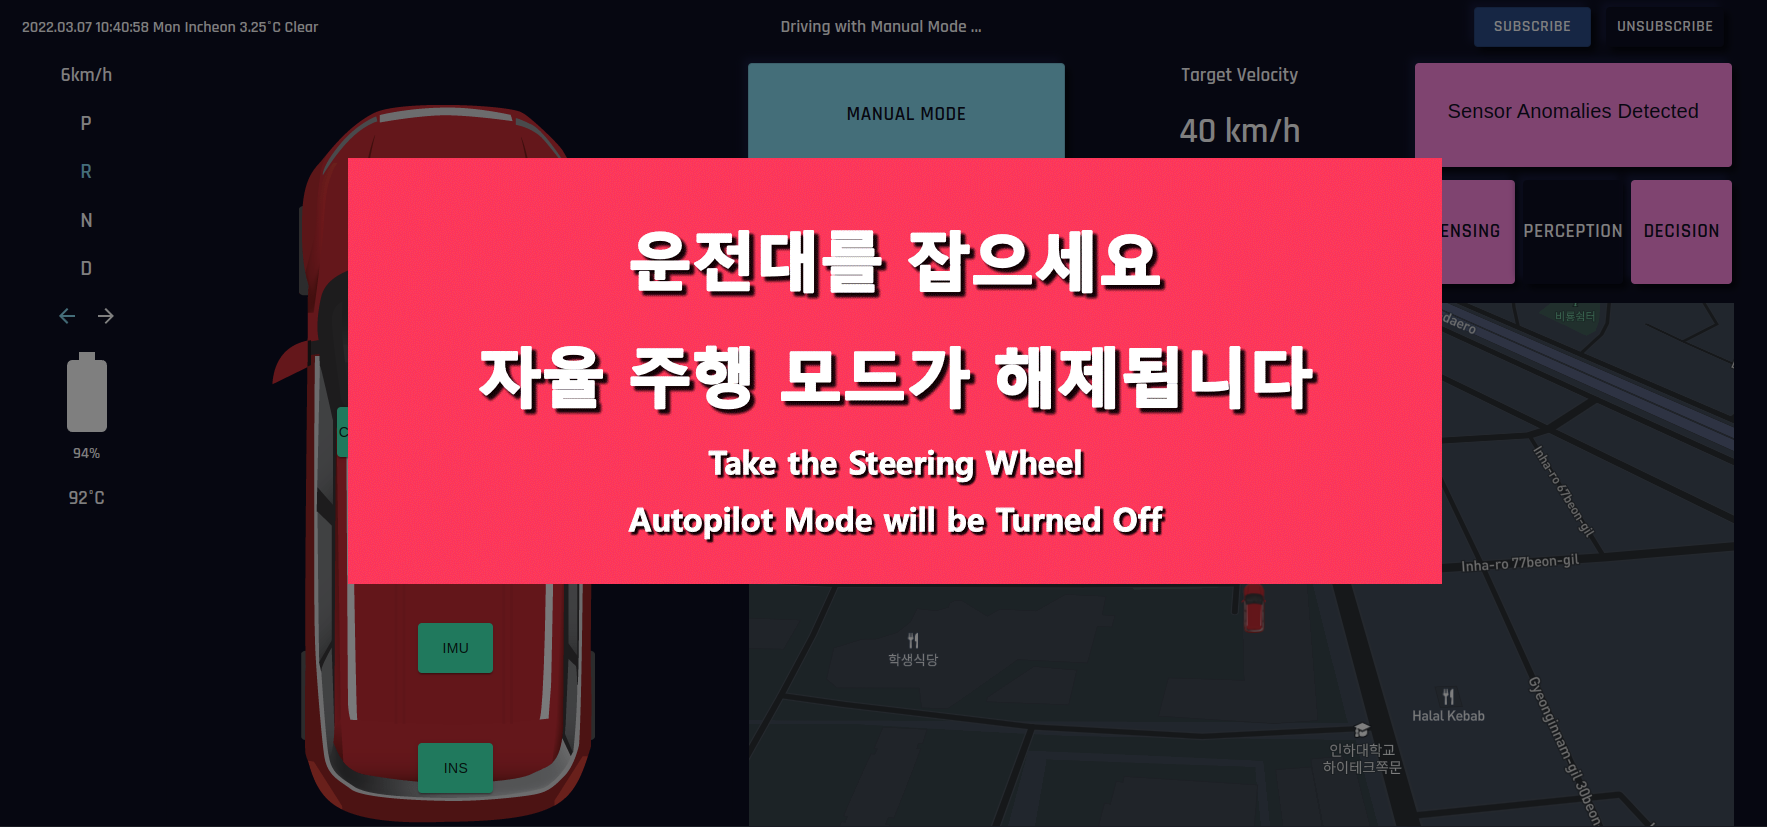 2022.03.07 10:40:58 Mon Incheon 3.25°C Clear
Driving with Manual Mode ...
SUBSCRIBE
UNSUBSCRIBE
6km/h
P
R
N
D
94%
92°C
MANUAL MODE
Target Velocity
40 km/h
Sensor Anomalies Detected
ENSING
PERCEPTION
DECISION
운전대를 잡으세요
자율 주행 모드가 해제됩니다
Take the Steering Wheel
Autopilot Mode will be Turned Off
C
IMU
INS
daero
비룡쉼터
Inha-ro 67beon-gil
Inha-ro 77beon-gil
학생식당
Halal Kebab
인하대학교
하이테크쪽문
Gyeonginnam-gil 30beon